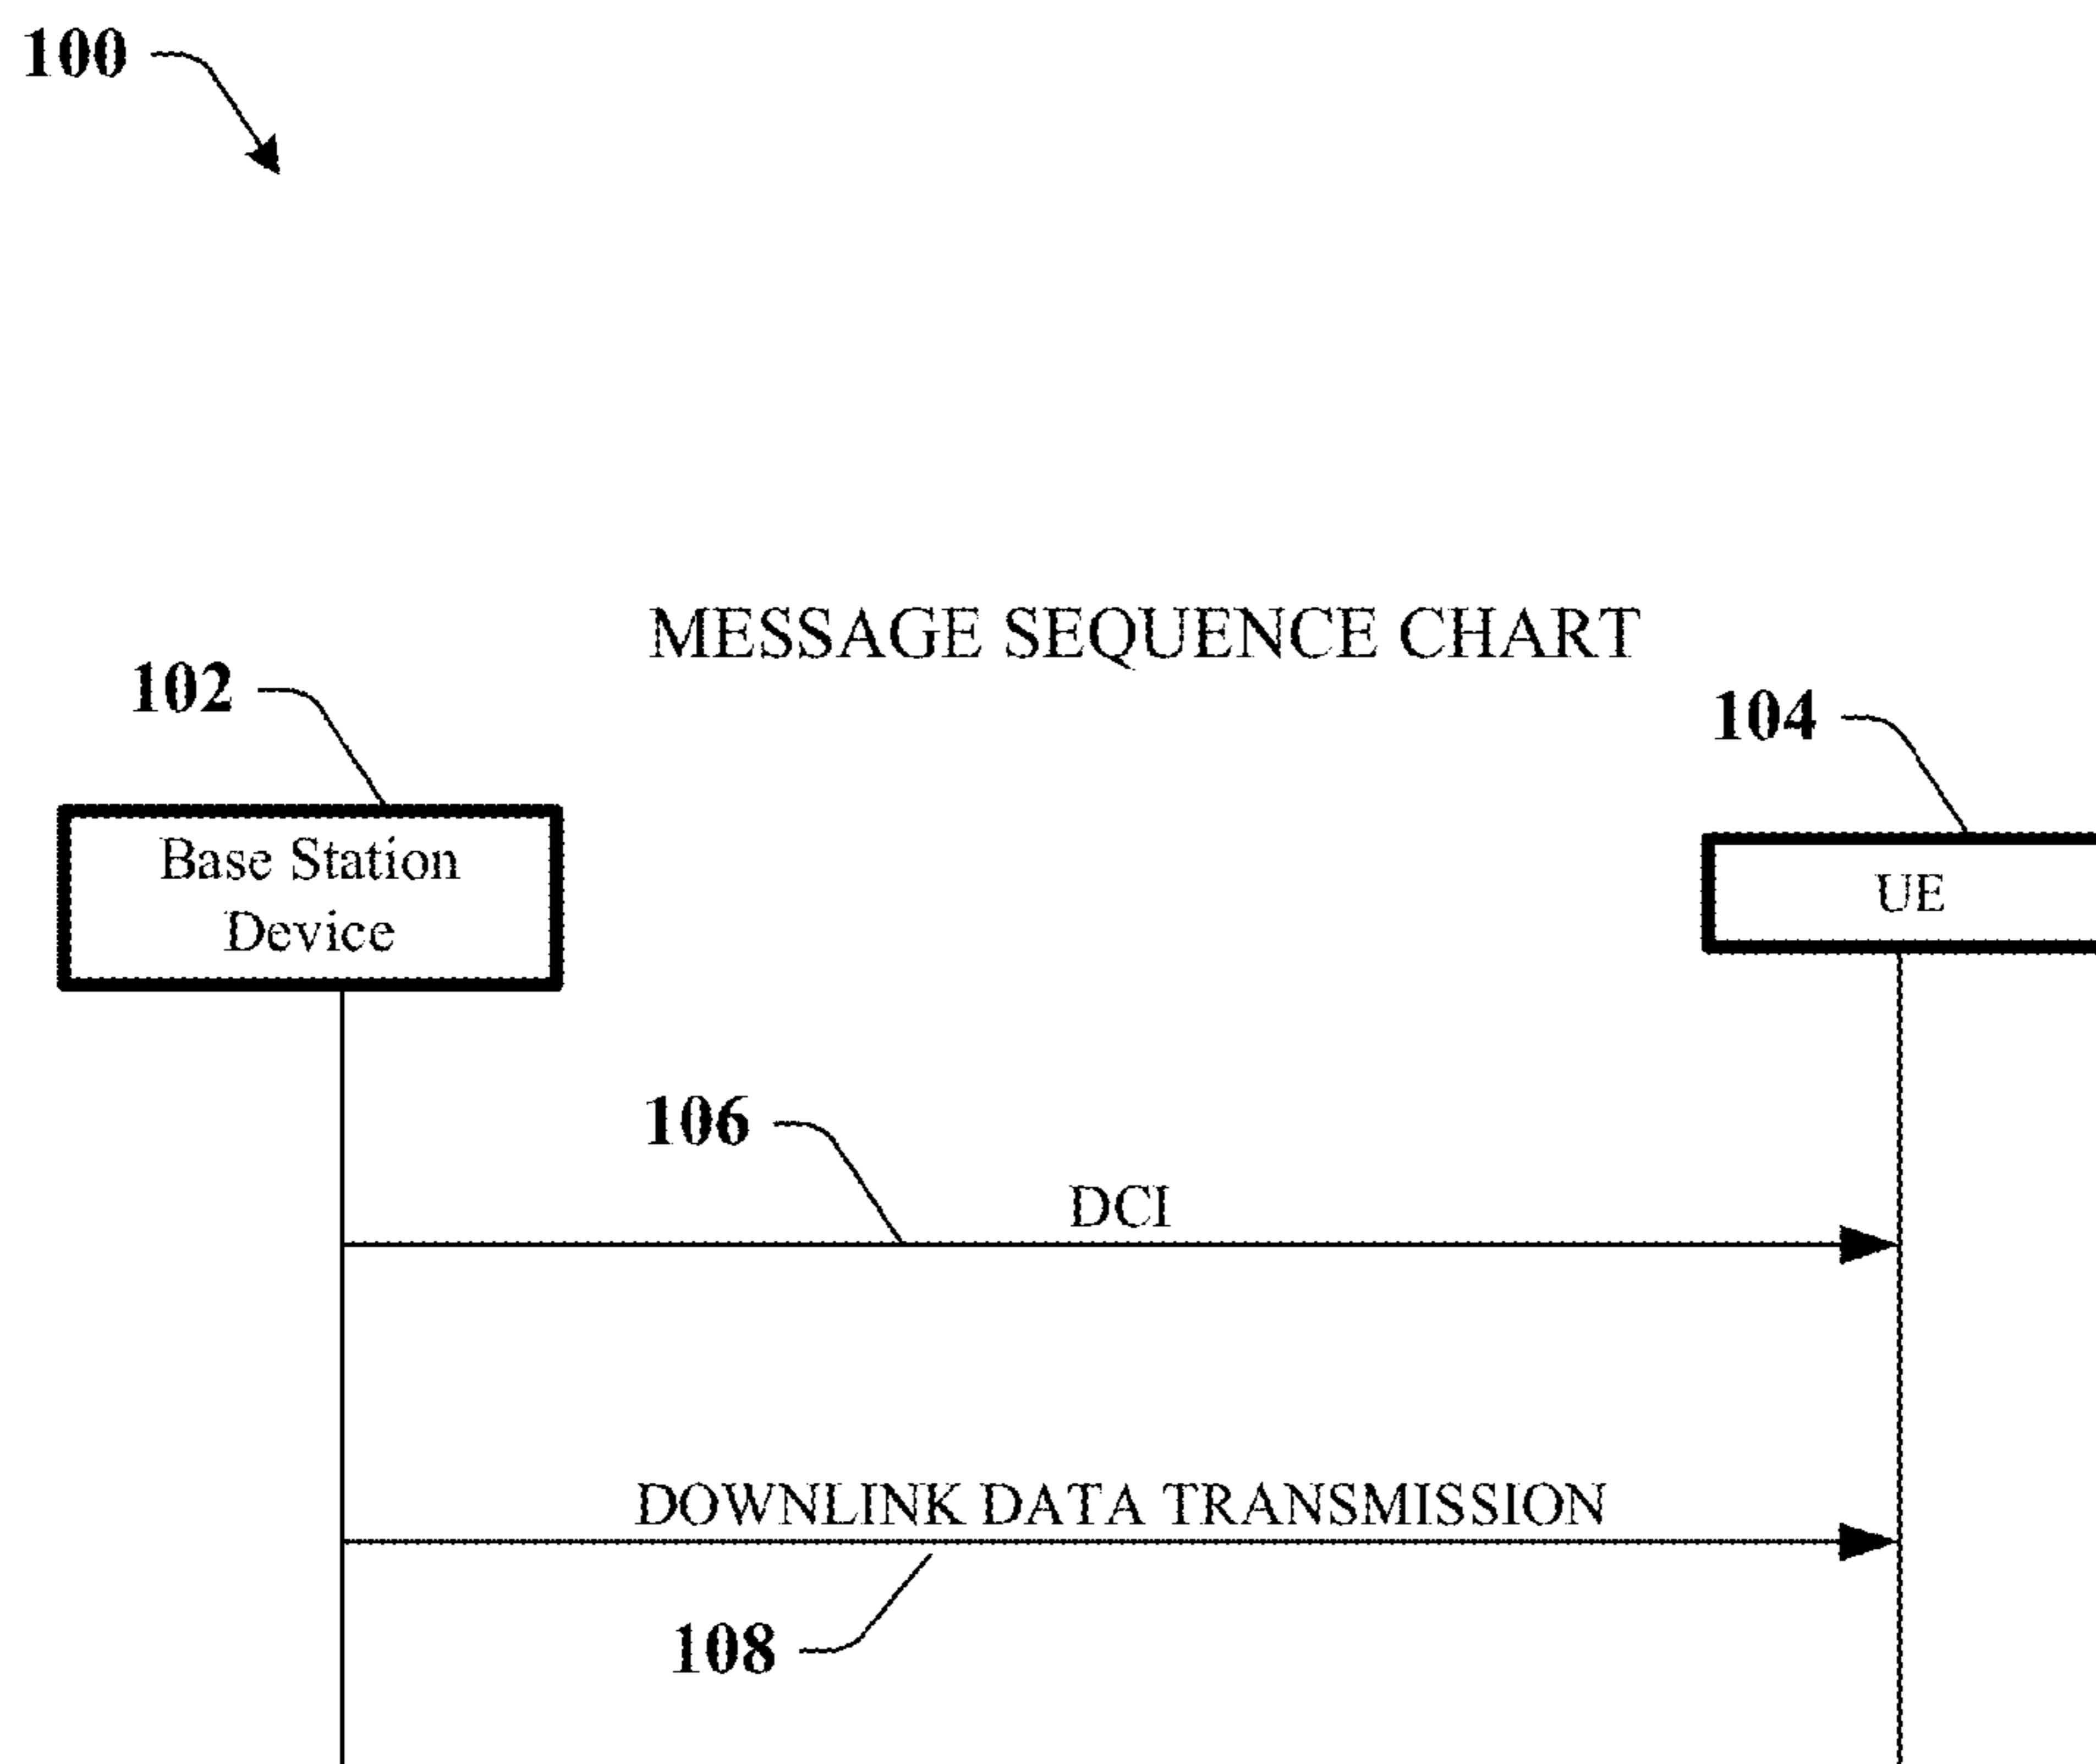 100
MESSAGE SEQUENCE CHART
102
104
Base Station
Device
UE
106
DCI
DOWNLINK DATA TRANSMISSION
108